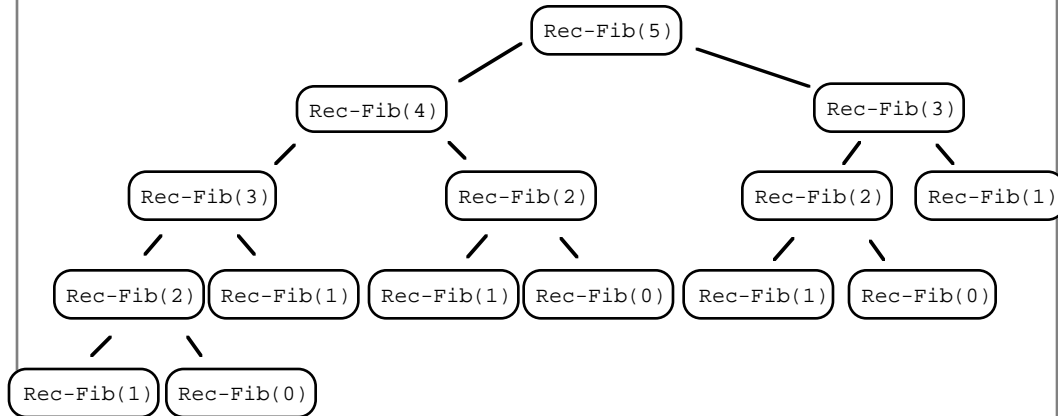 Rec-Fib(5)
Rec-Fib(4) Rec-Fib(3)
Rec-Fib(3) Rec-Fib(2) Rec-Fib(2) Rec-Fib(1)
Rec-Fib(2) Rec-Fib(1) Rec-Fib(1) Rec-Fib(0) Rec-Fib(1) Rec-Fib(0)
Rec-Fib(1) Rec-Fib(0)